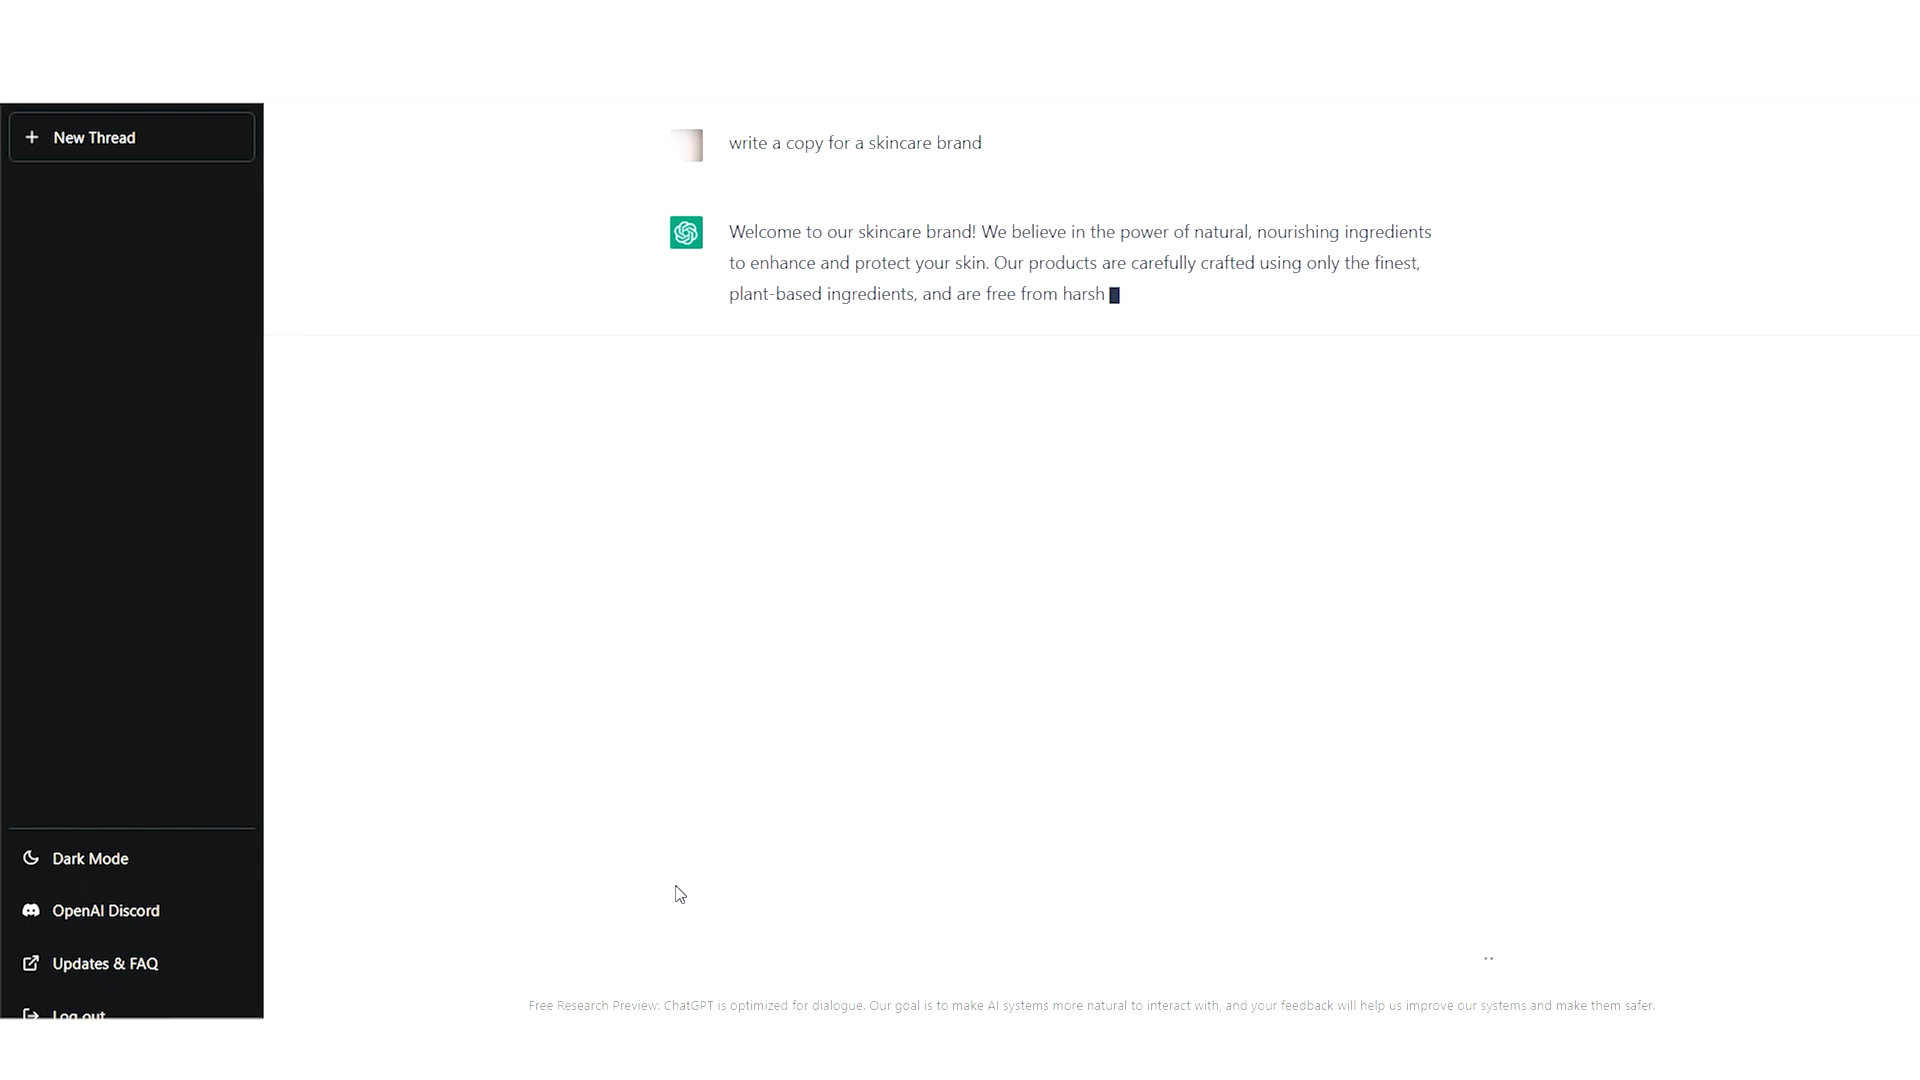 New Thread
write a copy for a skincare brand
Welcome to our skincare brand! We believe in the power of natural, nourishing ingredients
to enhance and protect your skin. Our products are carefully crafted using only the finest,
plant-based ingredients, and are free from harsh
Dark Mode
OpenAI Discord
Updates & FAQ
Log out
Free Research Preview: ChatGPT is optimized for dialogue. Our goal is to make AI systems more natural to interact with, and your feedback will help us improve our systems and make them safer.